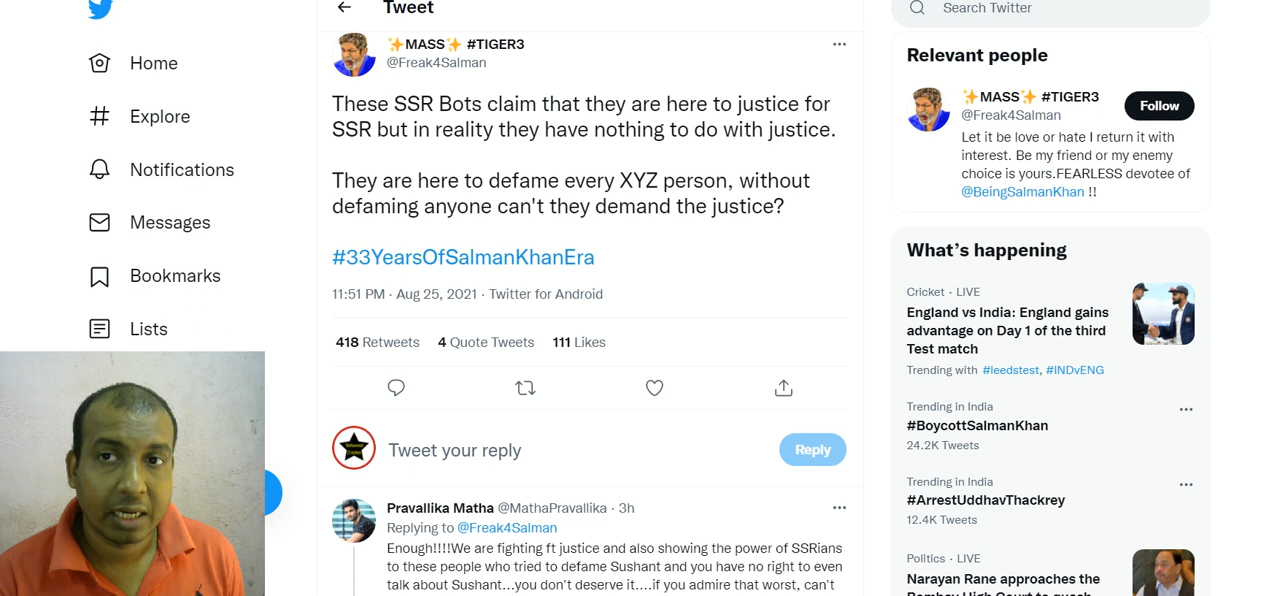 Tweet
Search Twitter
Home
Explore
Notifications
Messages
Bookmarks
Lists
✨MASS✨ #TIGER3
@Freak4Salman
These SSR Bots claim that they are here to justice for
SSR but in reality they have nothing to do with justice.
They are here to defame every XYZ person, without
defaming anyone can't they demand the justice?
#33YearsOfSalmanKhanEra
11:51 PM · Aug 25, 2021 · Twitter for Android
418 Retweets 4 Quote Tweets 111 Likes
Tweet your reply
Reply
Pravallika Matha @MathaPravallika · 3h
Replying to @Freak4Salman
Enough!!!!We are fighting ft justice and also showing the power of SSRians
to these people who tried to defame Sushant and you have no right to even
talk about Sushant...you don't deserve it....if you admire that worst, can't
Relevant people
✨MASS✨ #TIGER3
@Freak4Salman
Follow
Let it be love or hate I return it with
interest. Be my friend or my enemy
choice is yours.FEARLESS devotee of
@BeingSalmanKhan !!
What's happening
Cricket · LIVE
England vs India: England gains
advantage on Day 1 of the third
Test match
Trending with #leedstest, #INDvENG
Trending in India
#BoycottSalmanKhan
24.2K Tweets
Trending in India
#ArrestUddhavThackrey
12.4K Tweets
Politics · LIVE
Narayan Rane approaches the